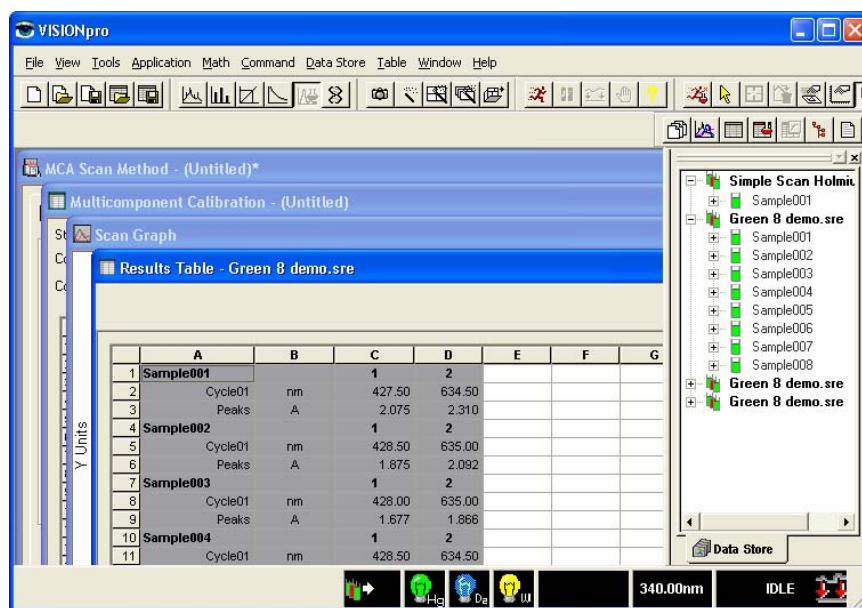 VISIONpro
File View Tools Application Math Command Data Store Table Window Help
MCA Scan Method - (Untitled)*
Multicomponent Calibration - (Untitled)
St
Scan Graph
Co
Results Table - Green 8 demo.sre
Co
Y Units
A B C D E F G
1 Sample001 1 2
2 Cycle01 nm 427.50 634.50
3 Peaks A 2.075 2.310
4 Sample002 1 2
5 Cycle01 nm 428.50 635.00
6 Peaks A 1.875 2.092
7 Sample003 1 2
8 Cycle01 nm 428.00 635.00
9 Peaks A 1.677 1.866
10 Sample004 1 2
11 Cycle01 nm 428.50 634.50
Simple Scan Holmiu
Sample001
Green 8 demo.sre
Sample001
Sample002
Sample003
Sample004
Sample005
Sample006
Sample007
Sample008
Green 8 demo.sre
Green 8 demo.sre
Data Store
Hg D2 W 340.00nm IDLE